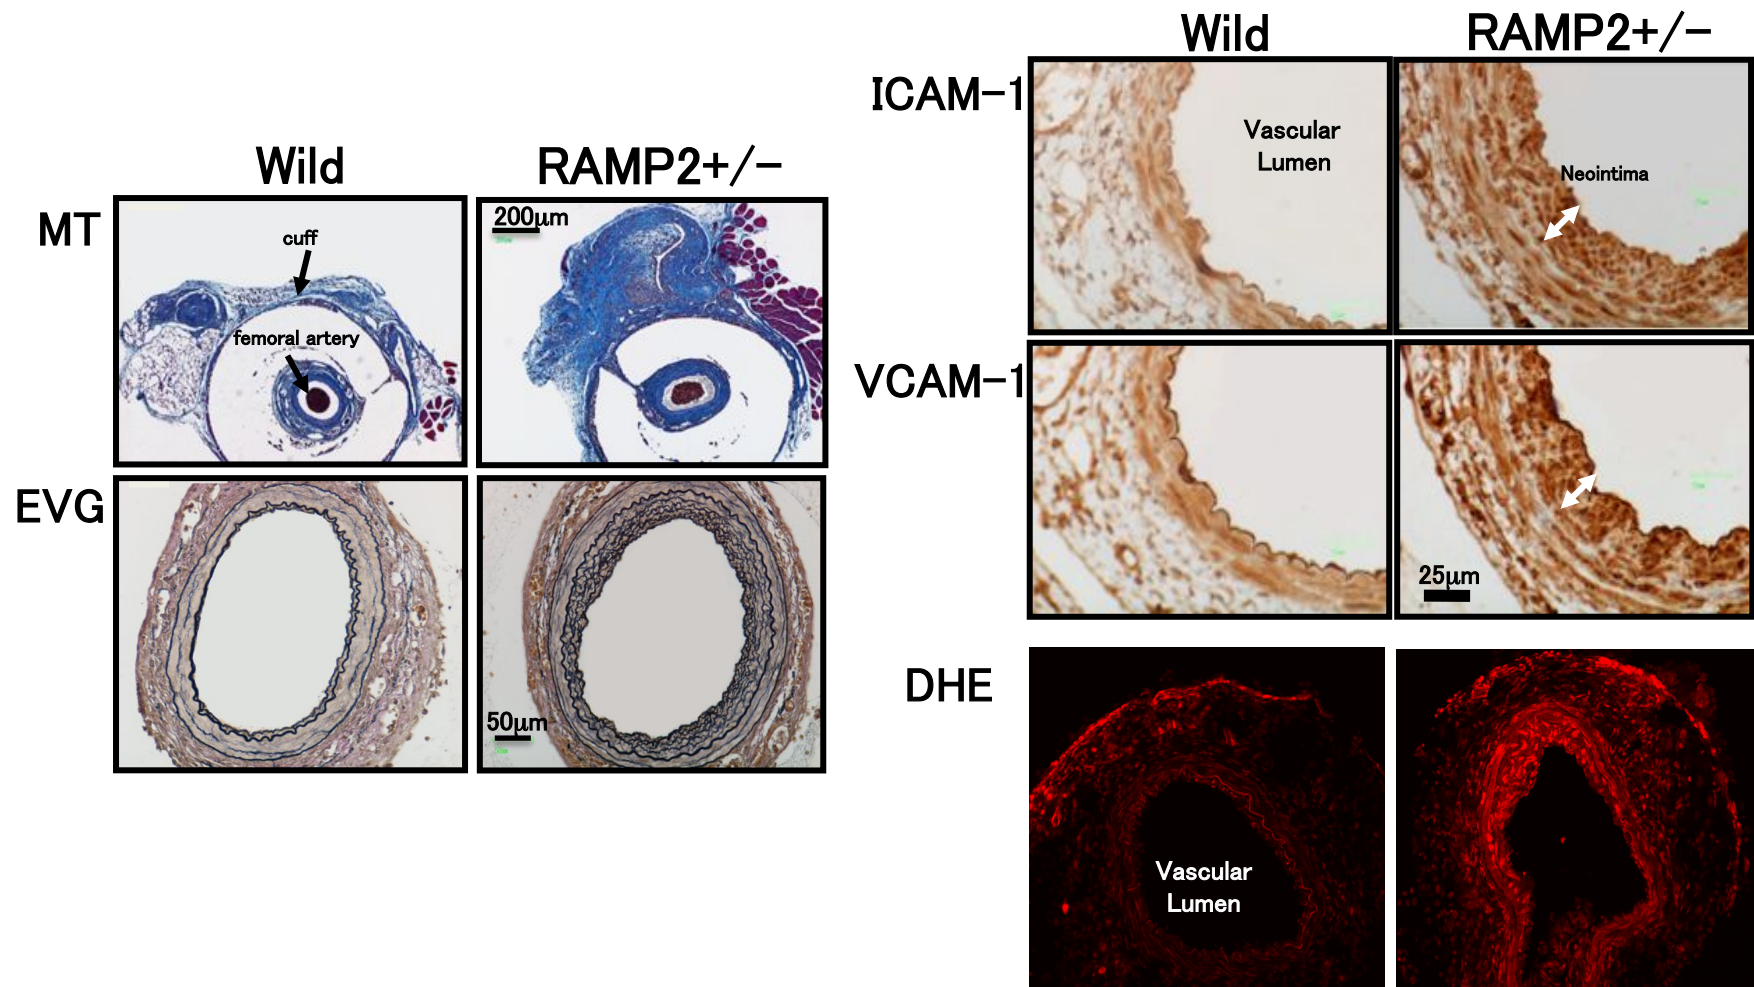 Wild
RAMP2+/−
MT
cuff
femoral artery
200μm
EVG
50μm
Wild
RAMP2+/−
ICAM−1
Vascular
Lumen
Neointima
VCAM−1
25μm
DHE
Vascular
Lumen